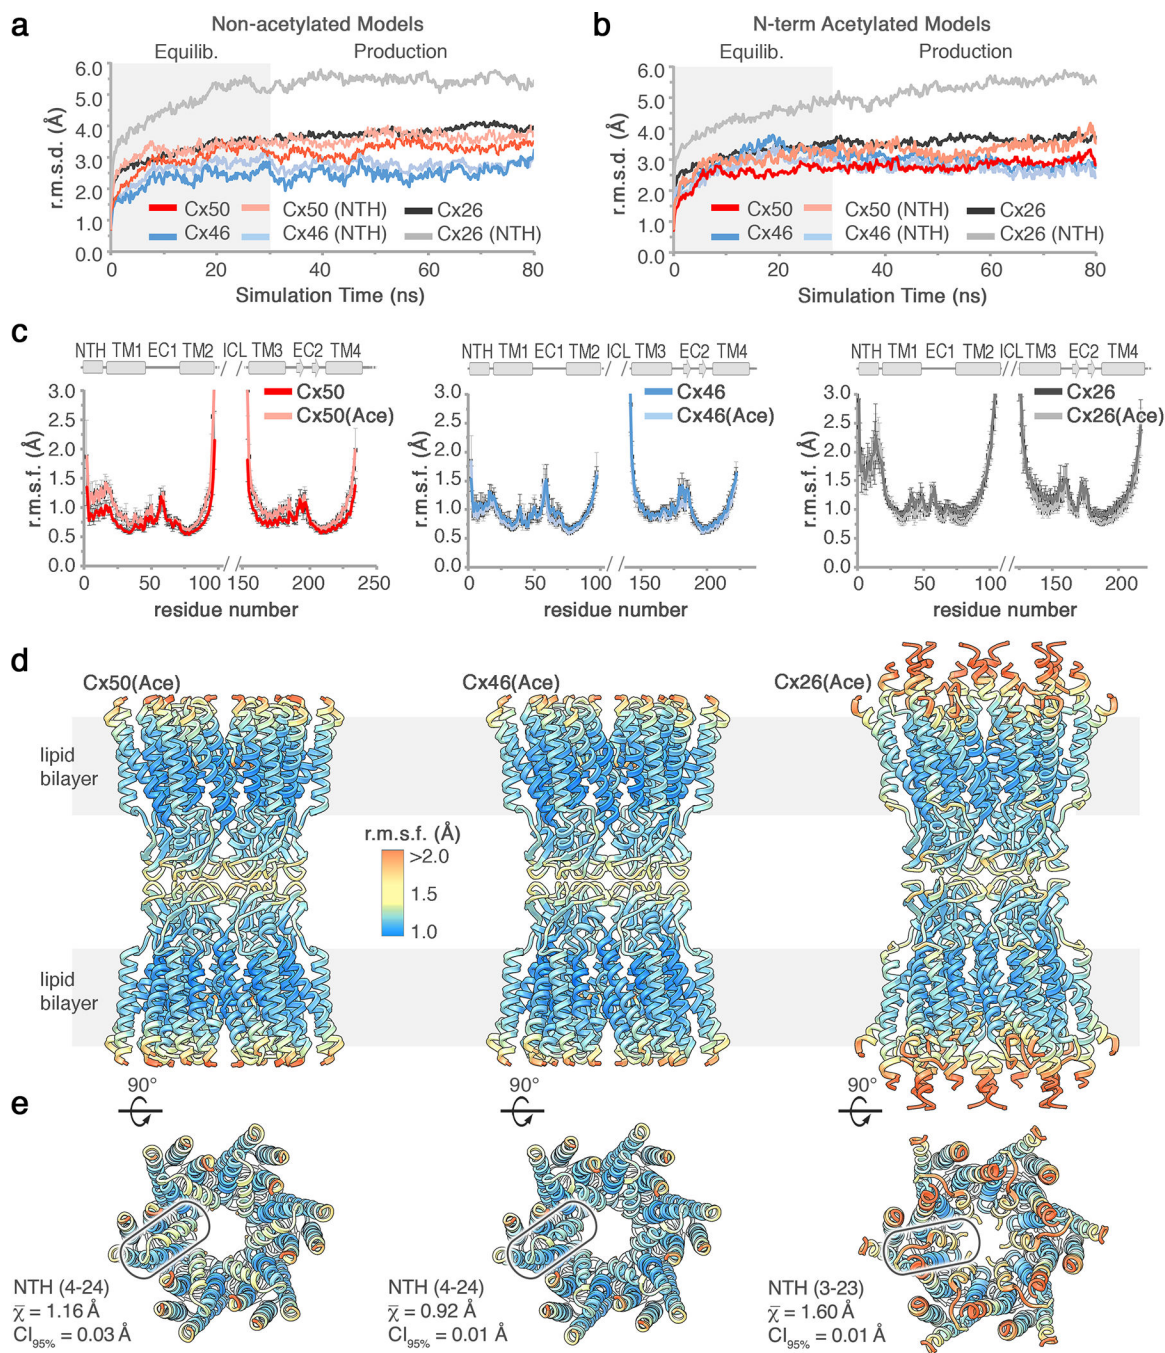 a
Non-acetylated Models
Equilib.
Production
6.0
5.0
4.0
3.0
2.0
1.0
0.0
r.m.s.d. (Å)
Cx50
Cx50 (NTH)
Cx26
Cx46
Cx46 (NTH)
Cx26 (NTH)
0
20
40
60
80
Simulation Time (ns)
b
N-term Acetylated Models
Equilib.
Production
6.0
5.0
4.0
3.0
2.0
1.0
0.0
r.m.s.d. (Å)
Cx50
Cx50 (NTH)
Cx26
Cx46
Cx46 (NTH)
Cx26 (NTH)
0
20
40
60
80
Simulation Time (ns)
c
NTH TM1 EC1 TM2 ICL TM3 EC2 TM4
3.0
2.5
2.0
1.5
1.0
0.5
0.0
r.m.s.f. (Å)
Cx50
Cx50(Ace)
0 50 100 // 150 200 250
residue number
NTH TM1 EC1 TM2 ICL TM3 EC2 TM4
3.0
2.5
2.0
1.5
1.0
0.5
0.0
r.m.s.f. (Å)
Cx46
Cx46(Ace)
0 50 100 // 150 200
residue number
NTH TM1 EC1 TM2 ICL TM3 EC2 TM4
3.0
2.5
2.0
1.5
1.0
0.5
0.0
r.m.s.f. (Å)
Cx26
Cx26(Ace)
0 50 100 // 150 200
residue number
d
Cx50(Ace)
Cx46(Ace)
Cx26(Ace)
lipid
bilayer
r.m.s.f. (Å)
>2.0
1.5
1.0
lipid
bilayer
90°
90°
90°
e
NTH (4-24)
χ̅ = 1.16 Å
CI95% = 0.03 Å
NTH (4-24)
χ̅ = 0.92 Å
CI95% = 0.01 Å
NTH (3-23)
χ̅ = 1.60 Å
CI95% = 0.01 Å